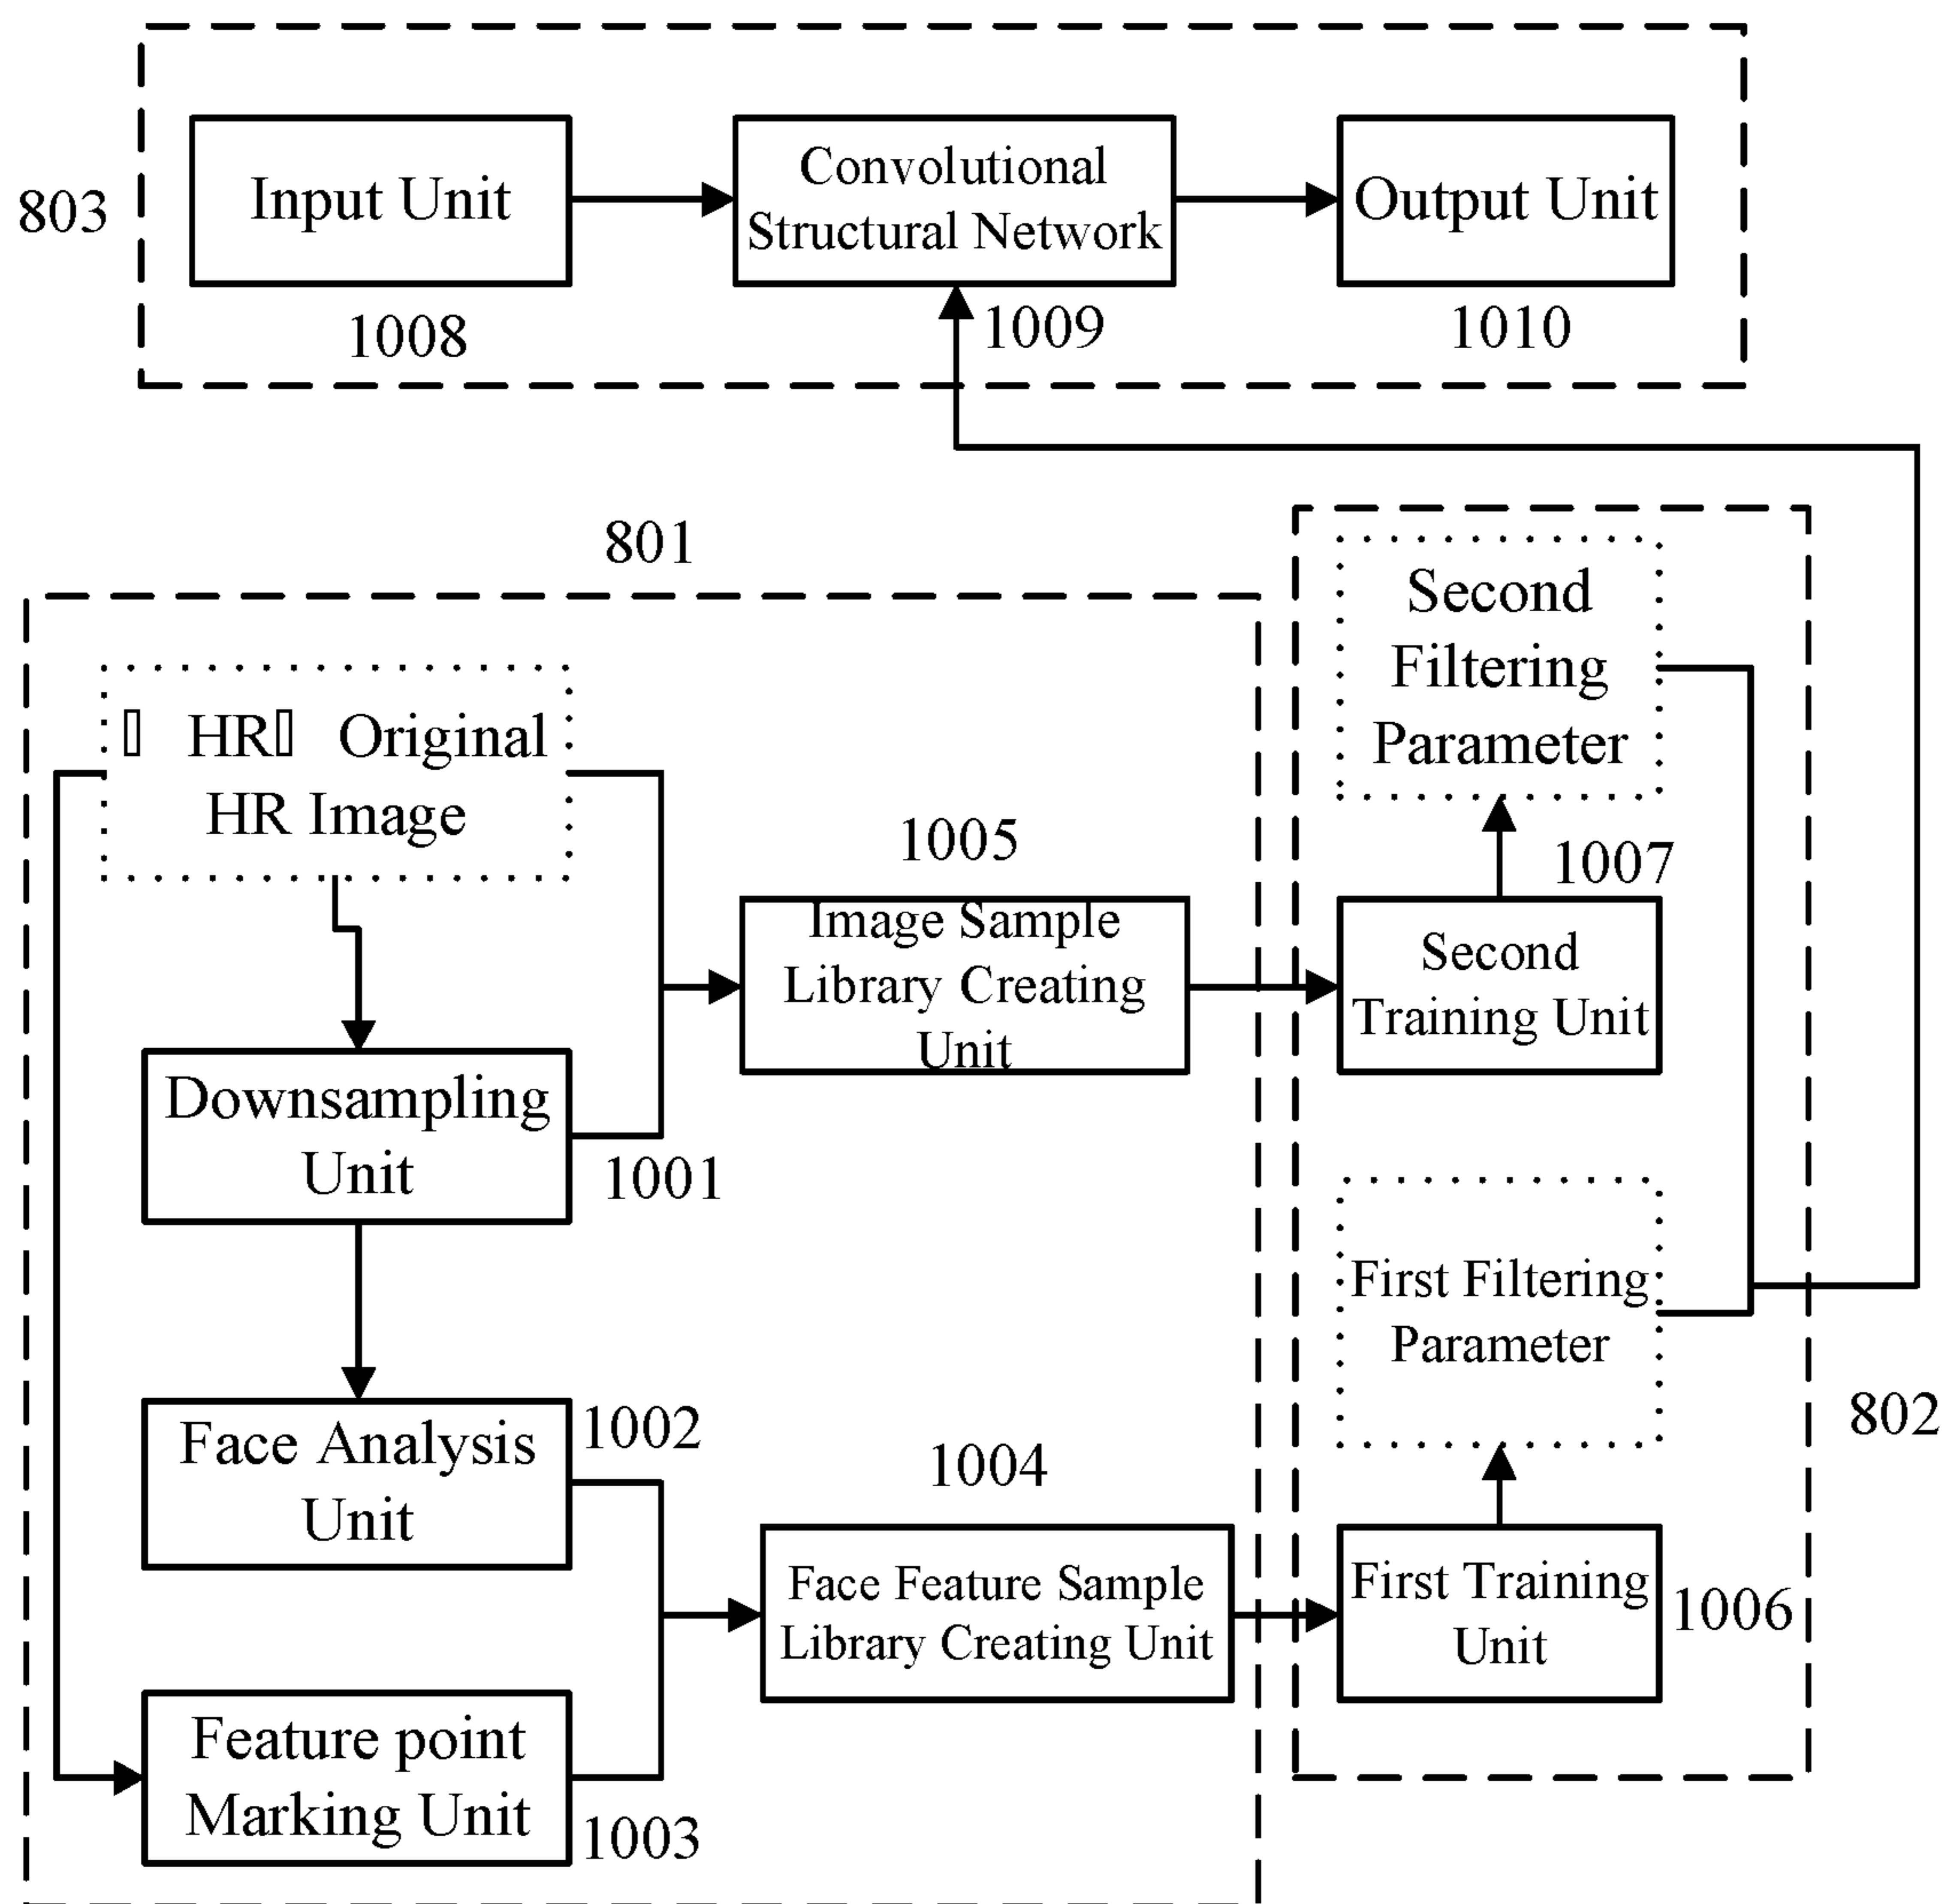 803
Input Unit
1008
Convolutional
Structural Network
1009
Output Unit
1010
801
HR Original
HR Image
Downsampling
Unit
1001
Face Analysis
Unit
1002
Feature point
Marking Unit
1003
1005
Image Sample
Library Creating
Unit
1004
Face Feature Sample
Library Creating Unit
Second
Filtering
Parameter
1007
Second
Training Unit
First Filtering
Parameter
802
First Training
Unit
1006